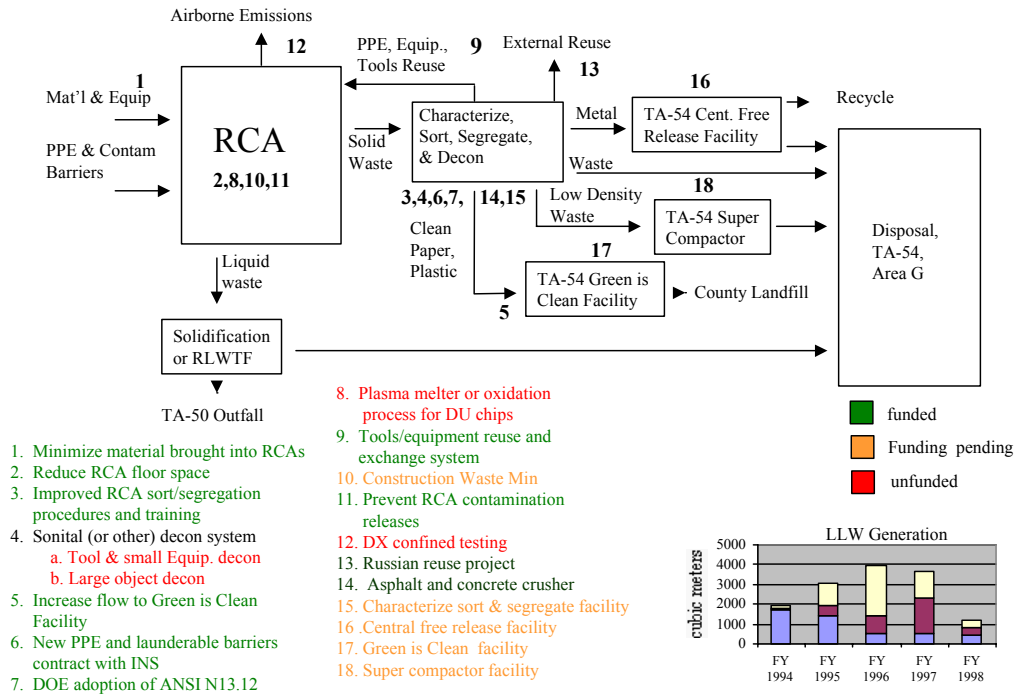 Airborne Emissions
12
PPE, Equip.,
Tools Reuse
9
External Reuse
13
16
1
Mat'l & Equip
PPE & Contam
Barriers
RCA
2,8,10,11
Solid
Waste
Characterize,
Sort, Segregate,
& Decon
Metal
TA-54 Cent. Free
Release Facility
Recycle
Waste
3,4,6,7, 14,15
Low Density
Waste
18
TA-54 Super
Compactor
Disposal,
TA-54,
Area G
Clean
Paper,
Plastic
17
5
TA-54 Green is
Clean Facility
County Landfill
Liquid
waste
Solidification
or RLWTF
TA-50 Outfall
1. Minimize material brought into RCAs
2. Reduce RCA floor space
3. Improved RCA sort/segregation
procedures and training
4. Sonital (or other) decon system
a. Tool & small Equip. decon
b. Large object decon
5. Increase flow to Green is Clean
Facility
6. New PPE and launderable barriers
contract with INS
7. DOE adoption of ANSI N13.12
8. Plasma melter or oxidation
process for DU chips
9. Tools/equipment reuse and
exchange system
10. Construction Waste Min
11. Prevent RCA contamination
releases
12. DX confined testing
13. Russian reuse project
14. Asphalt and concrete crusher
15. Characterize sort & segregate facility
16 .Central free release facility
17. Green is Clean facility
18. Super compactor facility
funded
Funding pending
unfunded
LLW Generation
cubic meters
5000
4000
3000
2000
1000
0
FY
1994
FY
1995
FY
1996
FY
1997
FY
1998